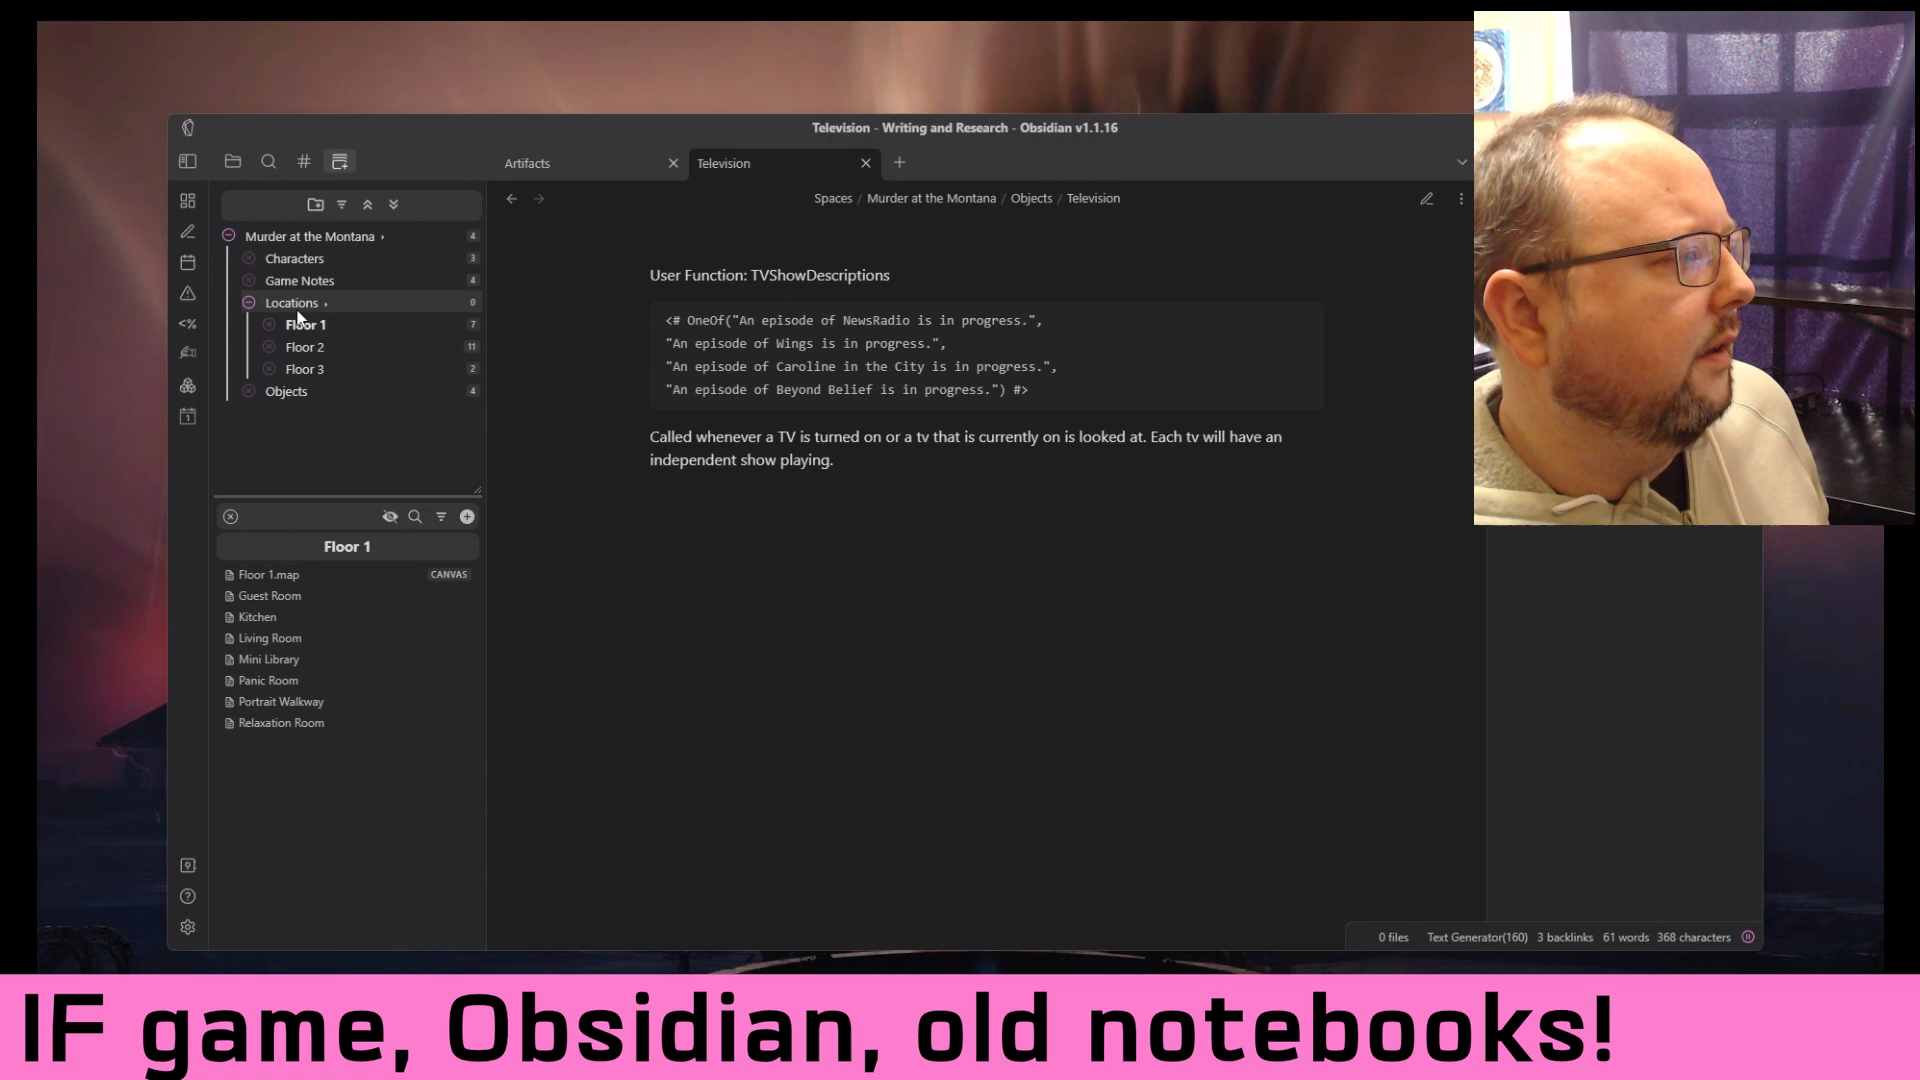 Television - Writing and Research - Obsidian v1.1.16
Artifacts
Television
Spaces / Murder at the Montana / Objects / Television
Murder at the Montana
4
Characters
3
Game Notes
4
Locations
0
Floor 1
7
Floor 2
11
Floor 3
2
Objects
4
Floor 1
Floor 1.map
CANVAS
Guest Room
Kitchen
Living Room
Mini Library
Panic Room
Portrait Walkway
Relaxation Room
User Function: TVShowDescriptions
<# OneOf("An episode of NewsRadio is in progress.",
"An episode of Wings is in progress.",
"An episode of Caroline in the City is in progress.",
"An episode of Beyond Belief is in progress.") #>
Called whenever a TV is turned on or a tv that is currently on is looked at. Each tv will have an
independent show playing.
0 files Text Generator(160) 3 backlinks 61 words 368 characters
IF game, Obsidian, old notebooks!